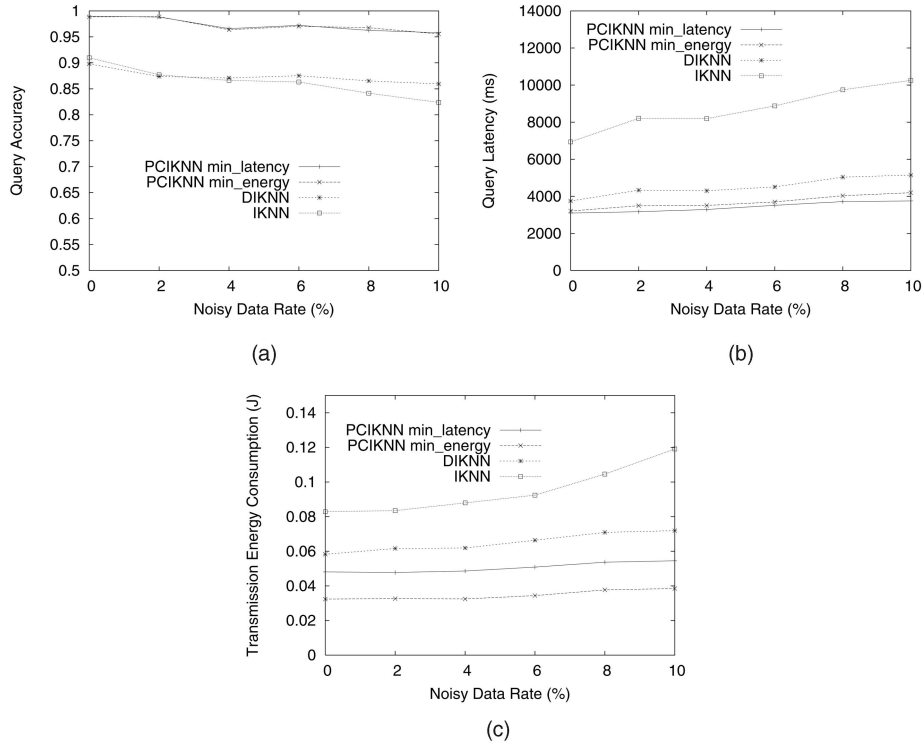 1
0.95
0.9
0.85
0.8
0.75
0.7
0.65
0.6
0.55
0.5
Query Accuracy
PCIKNN min_latency
PCIKNN min_energy
DIKNN
IKNN
0 2 4 6 8 10
Noisy Data Rate (%)
(a)
14000
12000
10000
8000
6000
4000
2000
0
Query Latency (ms)
PCIKNN min_latency
PCIKNN min_energy
DIKNN
IKNN
0 2 4 6 8 10
Noisy Data Rate (%)
(b)
0.14
0.12
0.1
0.08
0.06
0.04
0.02
0
Transmission Energy Consumption (J)
PCIKNN min_latency
PCIKNN min_energy
DIKNN
IKNN
0 2 4 6 8 10
Noisy Data Rate (%)
(c)